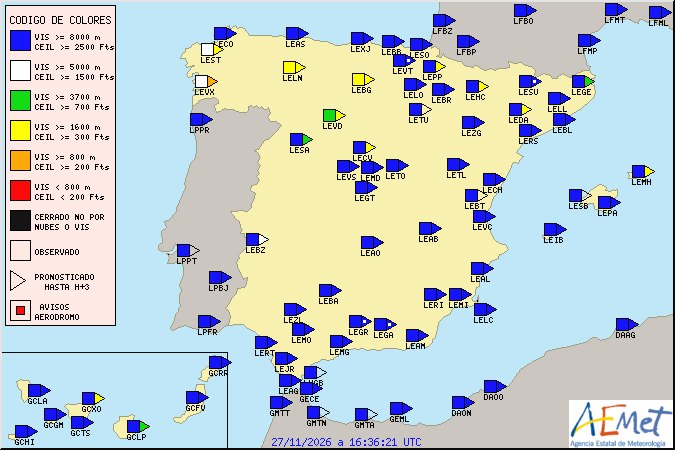 CODIGO DE COLORES
VIS >= 8000 m
CEIL >= 2500 Fts
VIS >= 5000 m
CEIL >= 1500 Fts
VIS >= 3700 m
CEIL >= 700 Fts
VIS >= 1600 m
CEIL >= 300 Fts
VIS >= 800 m
CEIL >= 200 Fts
VIS < 800 m
CEIL < 200 Fts
CERRADO NO POR
NUBES O VIS
OBSERVADO
PRONOSTICADO
HASTA H+3
AVISOS
AERODROMO
LFBO
LFMT
LFML
LFBZ
LECO
LEAS
LEXJ
LEBB
LESO
LFBP
LFMP
LEST
LEVT
LEPP
LELN
LEBG
LEVX
LELO
LEBR
LEHC
LESU
LEGE
LELL
LETU
LEDA
LEVD
LPPR
LEZG
LEBL
LERS
LESA
LECV
LEVS
LEMD
LETO
LETL
LEMH
LECH
LEGT
LEBT
LESB
LEPA
LEVC
LEIB
LEAB
LEBZ
LEAO
LPPT
LEAL
LPBJ
LEBA
LERI
LEMI
LEZL
LELC
LPFR
LEGR
LEGA
LEMO
DAAG
LERT
LEMG
LEAM
LEJR
GCRR
LEAG
GECE
DAOO
GCLA
GCXO
GCFV
GMTT
DAON
GCGM
GMTN
GMTA
GEML
GCTS
GCLP
GCHI
27/11/2026 a 16:36:21 UTC
AEMet
Agencia Estatal de Meteorología